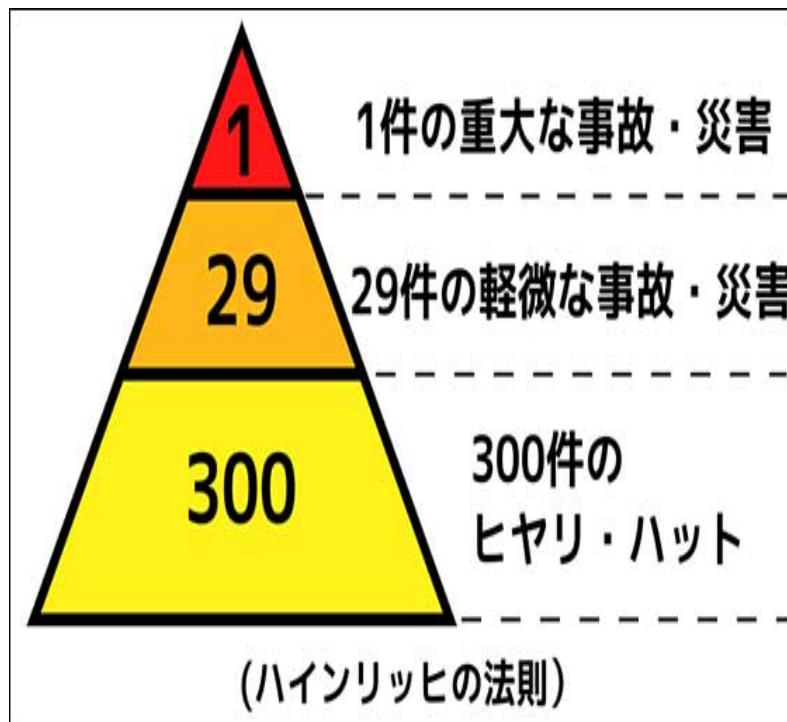 1
1件の重大な事故・災害
29
29件の軽微な事故・災害
300
300件の
ヒヤリ・ハット
(ハインリッヒの法則)